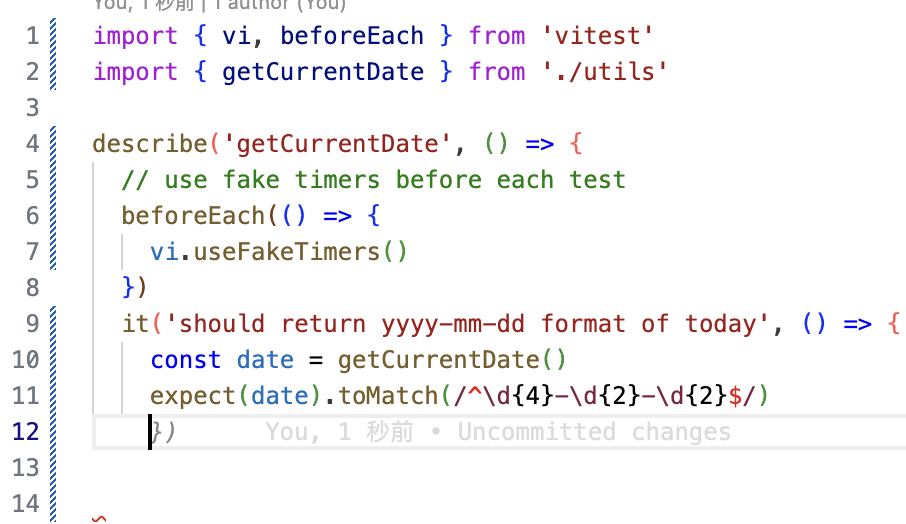 You, 1 秒前 | 1 author (You)
1 import { vi, beforeEach } from 'vitest'
2 import { getCurrentDate } from './utils'
3
4 describe('getCurrentDate', () => {
5 // use fake timers before each test
6 beforeEach(() => {
7 vi.useFakeTimers()
8 })
9 it('should return yyyy-mm-dd format of today', () => {
10 const date = getCurrentDate()
11 expect(date).toMatch(/^\d{4}-\d{2}-\d{2}$/)
12 }) You, 1 秒前 • Uncommitted changes
13
14